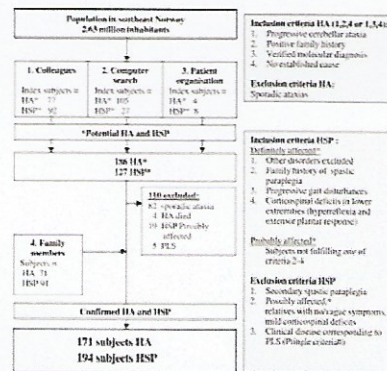 Population in southeast Norway
2.63 million inhabitants
1. Colleagues
Index subjects n
HA* 77
HSP* 92
2. Computer search
Index subjects n
HA* 105
HSP* 27
3. Patient organisation
Index subjects n
HA* 4
HSP* 8
*Potential HA and HSP
186 HA*
127 HSP*
110 excluded:
82 sporadic ataxia
4 HA died
19 HSP Possibly
affected
5 PLS
4. Family
members
Subjects n
HA 71
HSP 91
Confirmed HA and HSP
171 subjects HA
194 subjects HSP
Inclusion criteria HA (1,2,4 or 1,3,4):
1. Progressive cerebellar ataxia
2. Positive family history
3. Verified molecular diagnosis
4. No established cause
Exclusion criteria HA:
Sporadic ataxias
Inclusion criteria HSP :
Definitely affected*
1. Other disorders excluded
2. Family history of spastic
paraplegia
3. Progressive gait disturbances
4. Corticospinal deficits in lower
extremities (hyperreflexia and
extensor plantar response)
Probably affected*
Subjects not fulfilling one of
criteria 2-4
Exclusion criteria HSP
1. Secondary spastic paraplegia
2. Possibly affected,*
relatives with no/vague symptoms,
mild corticospinal deficits
3. Clinical disease corresponding to
PLS (Pringle criteria#)